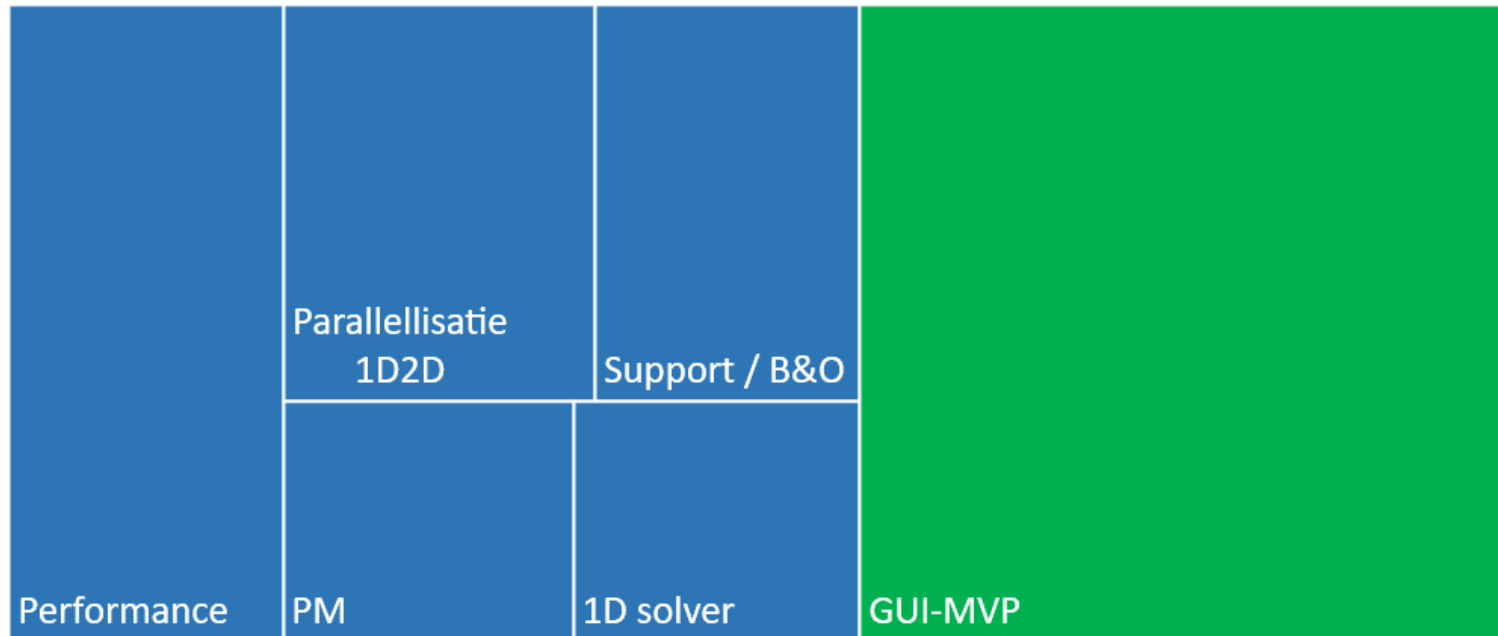 Parallellisatie
1D2D
Support / B&O
Performance
PM
1D solver
GUI-MVP